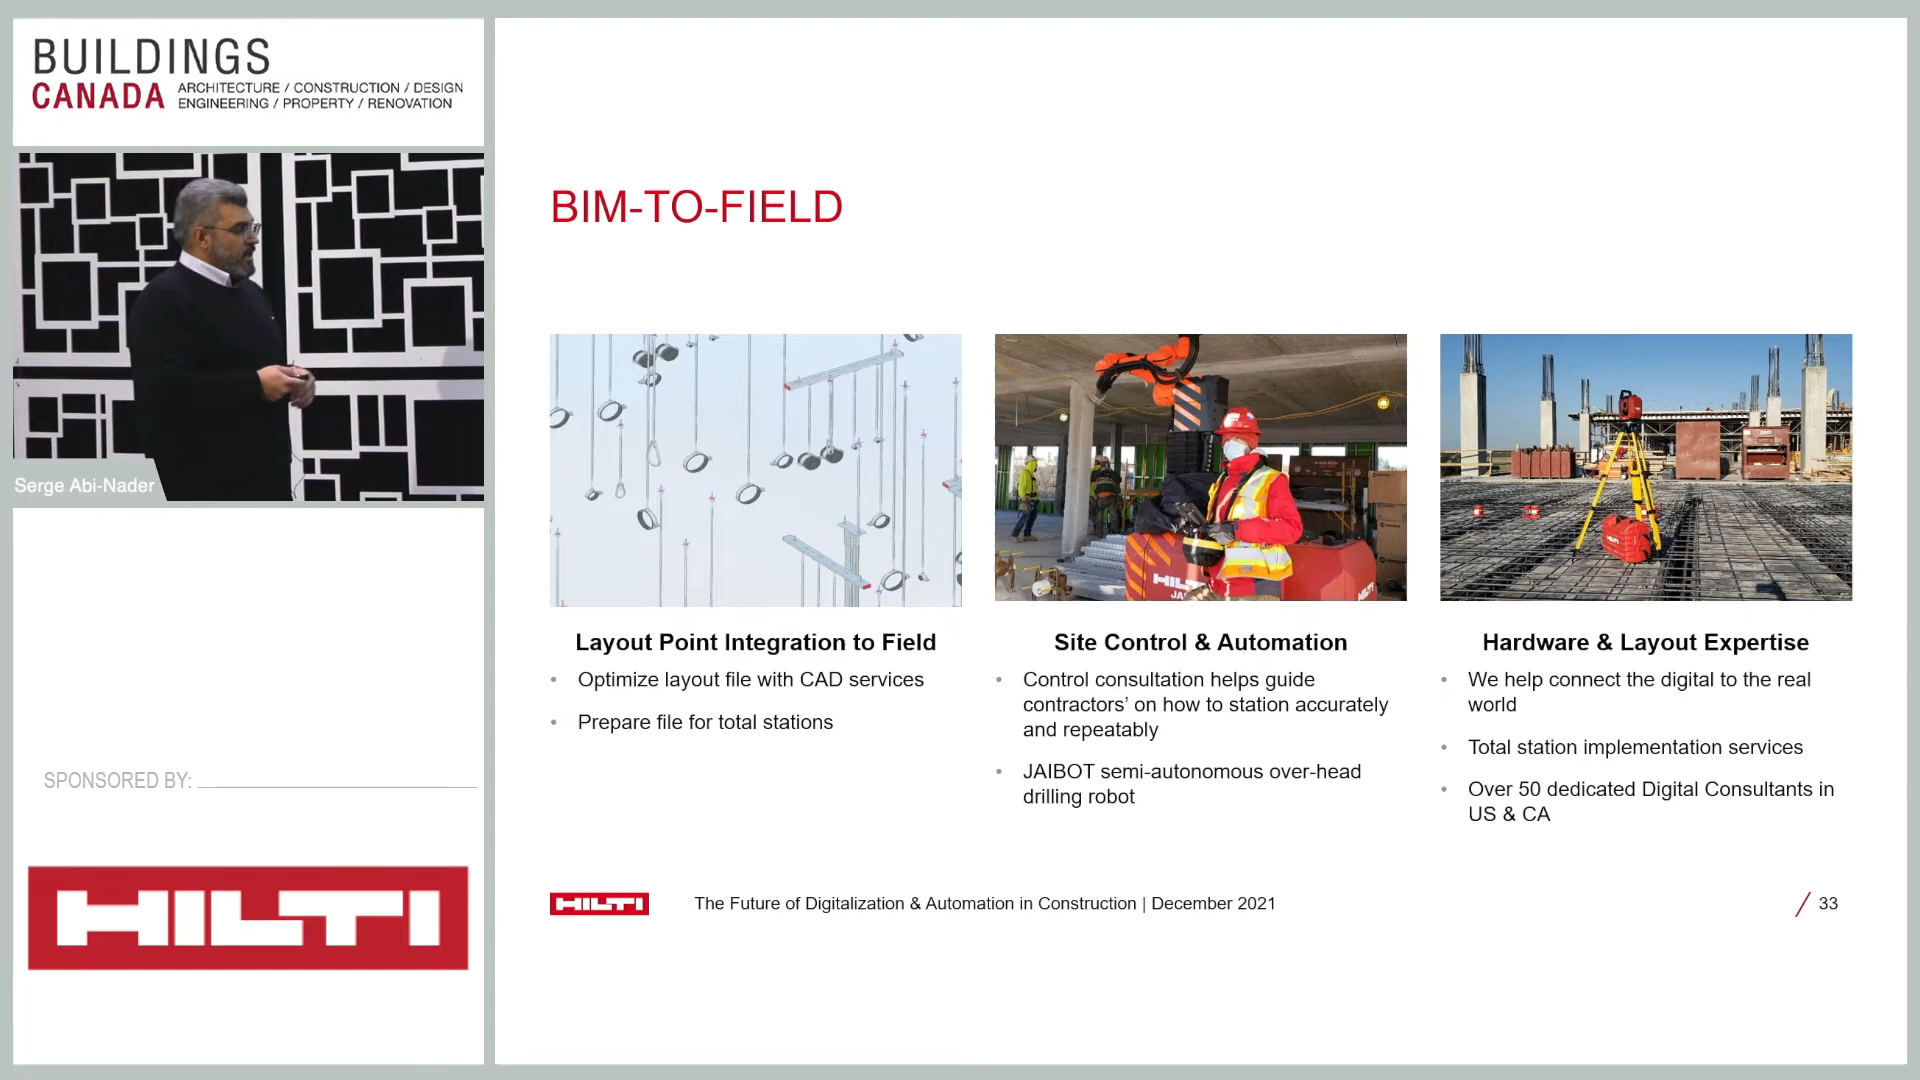 BUILDINGS
CANADA
ARCHITECTURE / CONSTRUCTION / DESIGN
ENGINEERING / PROPERTY / RENOVATION
Serge Abi-Nader
SPONSORED BY:
HILTI
BIM-TO-FIELD
HILTI
HILTI
Layout Point Integration to Field
• Optimize layout file with CAD services
• Prepare file for total stations
Site Control & Automation
• Control consultation helps guide
contractors’ on how to station accurately
and repeatably
• JAIBOT semi-autonomous over-head
drilling robot
Hardware & Layout Expertise
• We help connect the digital to the real
world
• Total station implementation services
• Over 50 dedicated Digital Consultants in
US & CA
HILTI
The Future of Digitalization & Automation in Construction | December 2021
33